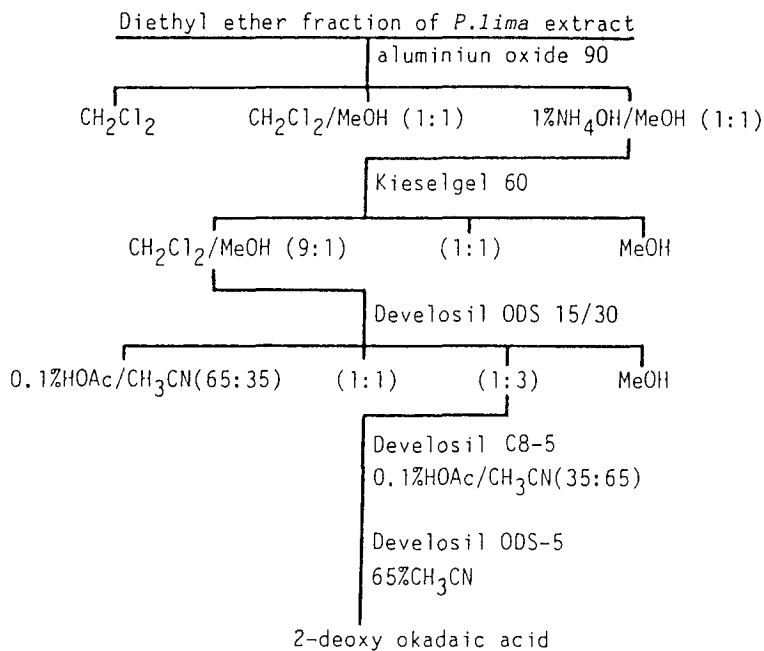 Diethyl ether fraction of P.lima extract
aluminiun oxide 90
CH2Cl2 CH2Cl2/MeOH (1:1) 1%NH4OH/MeOH (1:1)
Kieselgel 60
CH2Cl2/MeOH (9:1) (1:1) MeOH
Develosil ODS 15/30
0.1%HOAc/CH3CN(65:35) (1:1) (1:3) MeOH
Develosil C8-5
0.1%HOAc/CH3CN(35:65)
Develosil ODS-5
65%CH3CN
2-deoxy okadaic acid